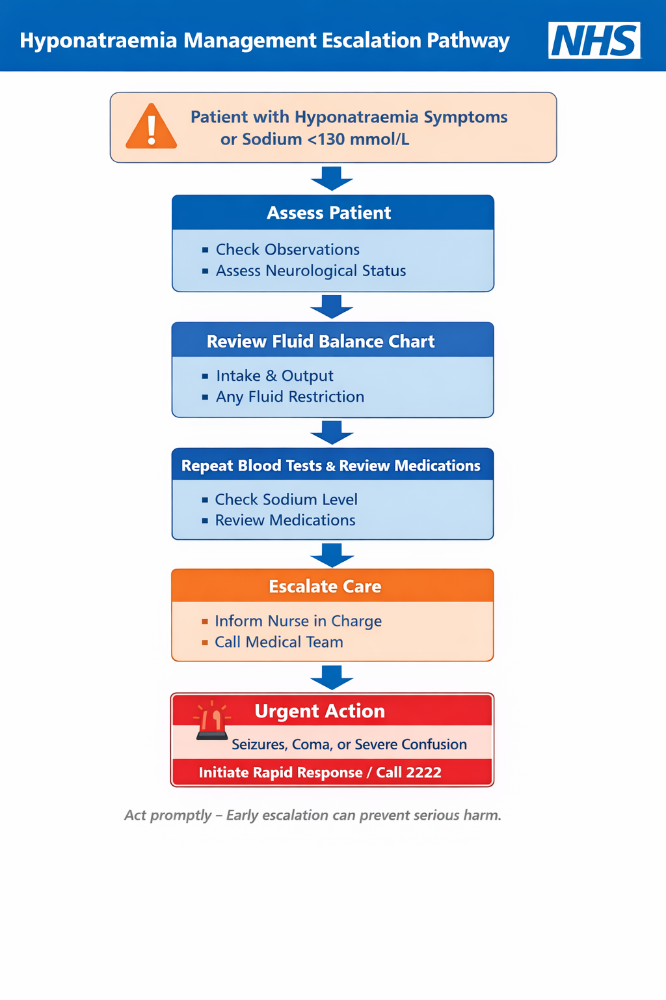 Hyponatraemia Management Escalation Pathway
NHS
Patient with Hyponatraemia Symptoms
or Sodium <130 mmol/L
Assess Patient
▪ Check Observations
▪ Assess Neurological Status
Review Fluid Balance Chart
▪ Intake & Output
▪ Any Fluid Restriction
Repeat Blood Tests & Review Medications
▪ Check Sodium Level
▪ Review Medications
Escalate Care
▪ Inform Nurse in Charge
▪ Call Medical Team
Urgent Action
Seizures, Coma, or Severe Confusion
Initiate Rapid Response / Call 2222
Act promptly – Early escalation can prevent serious harm.